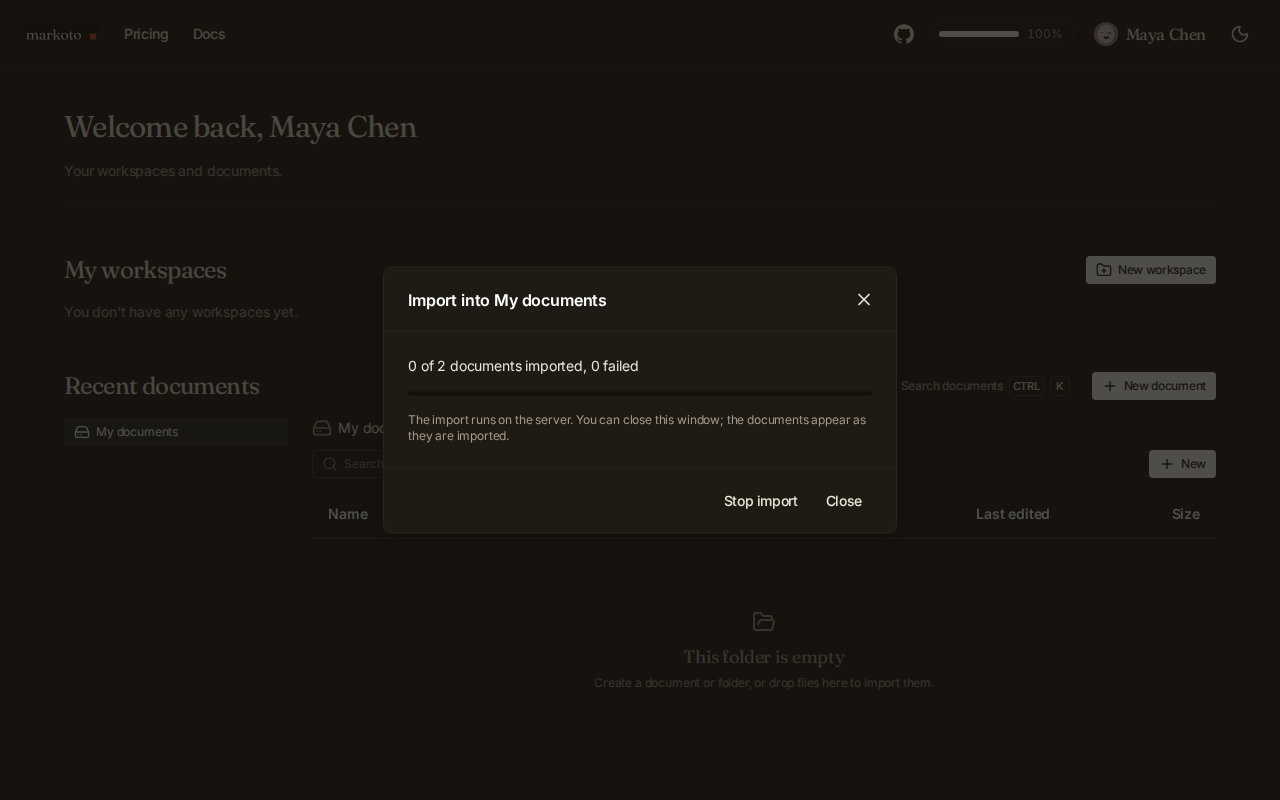 markoto
Pricing
Docs
100%
Maya Chen
Welcome back, Maya Chen
Your workspaces and documents.
My workspaces
New workspace
You don't have any workspaces yet.
Import into My documents
0 of 2 documents imported, 0 failed
The import runs on the server. You can close this window; the documents appear as
they are imported.
Stop import
Close
Recent documents
Search documents
CTRL
K
New document
My documents
My doc
Search
New
Name
Last edited
Size
This folder is empty
Create a document or folder, or drop files here to import them.